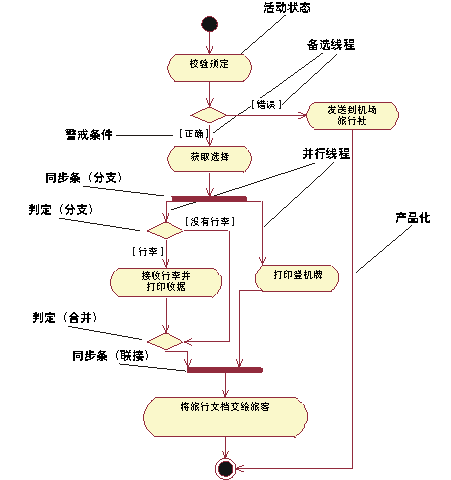 活动状态
备选线程
校验预定
[错误]
发送到机场
旅行社
警戒条件
[正确]
获取选择
并行线程
同步条（分支）
判定（分支）
[没有行李]
产品化
[行李]
接收行李并
打印收据
打印登机牌
判定（合并）
同步条（联接）
将旅行文档交给旅客